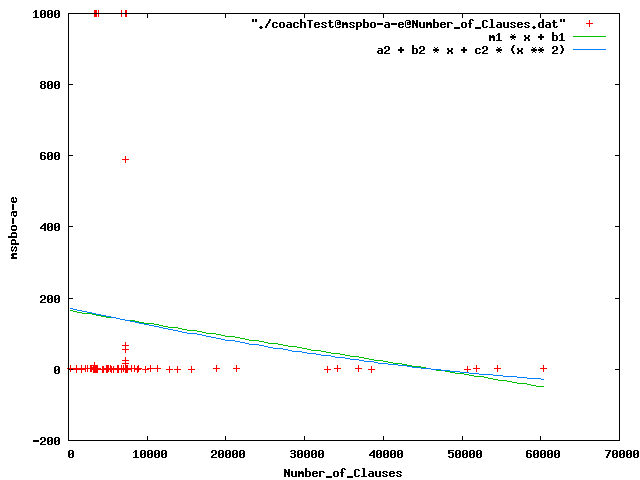 "./coachTest@mspbo-a-e@Number_of_Clauses.dat"
m1 * x + b1
a2 + b2 * x + c2 * (x ** 2)
1000
800
600
400
200
0
-200
mspbo-a-e
0 10000 20000 30000 40000 50000 60000 70000
Number_of_Clauses